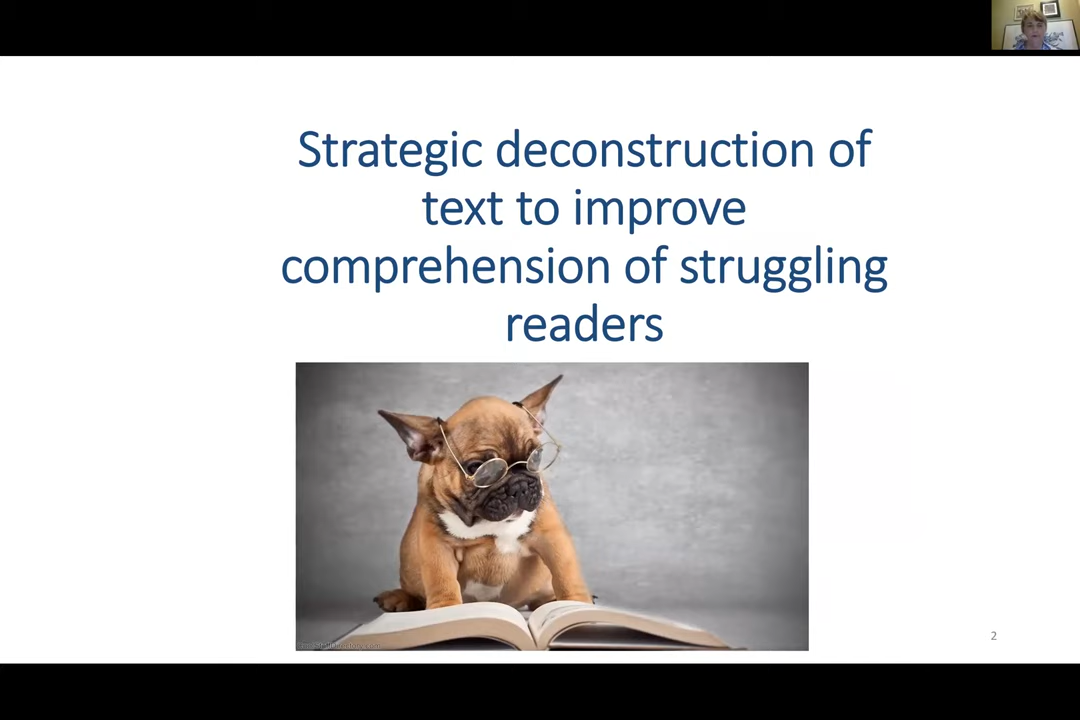 Strategic deconstruction of
text to improve
comprehension of struggling
readers
2